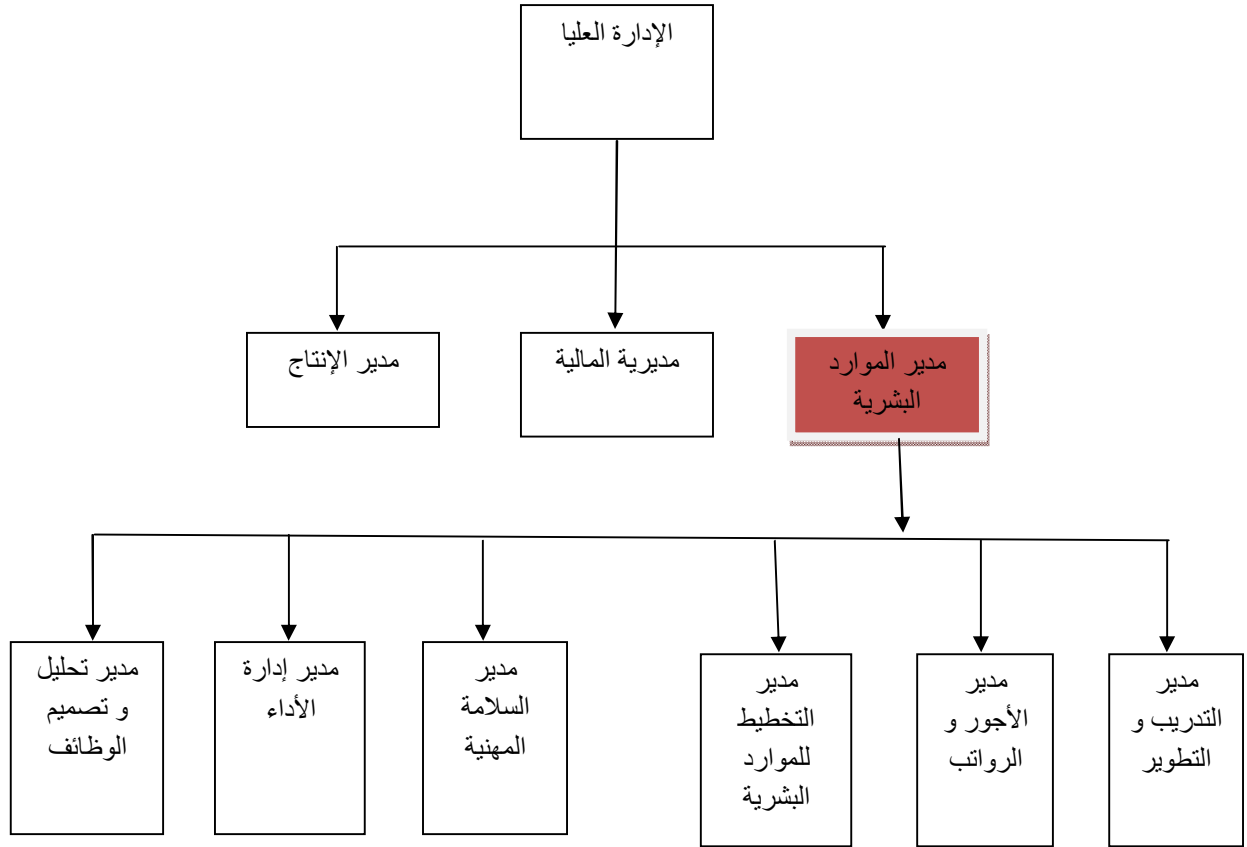 الإدارة العليا
مدير الموارد
البشرية
مديرية المالية
مدير الإنتاج
مدير
التدريب و
التطوير
مدير
الأجور و
الرواتب
مدير
التخطيط
للموارد
البشرية
مدير
السلامة
المهنية
مدير إدارة
الأداء
مدير تحليل
و تصميم
الوظائف